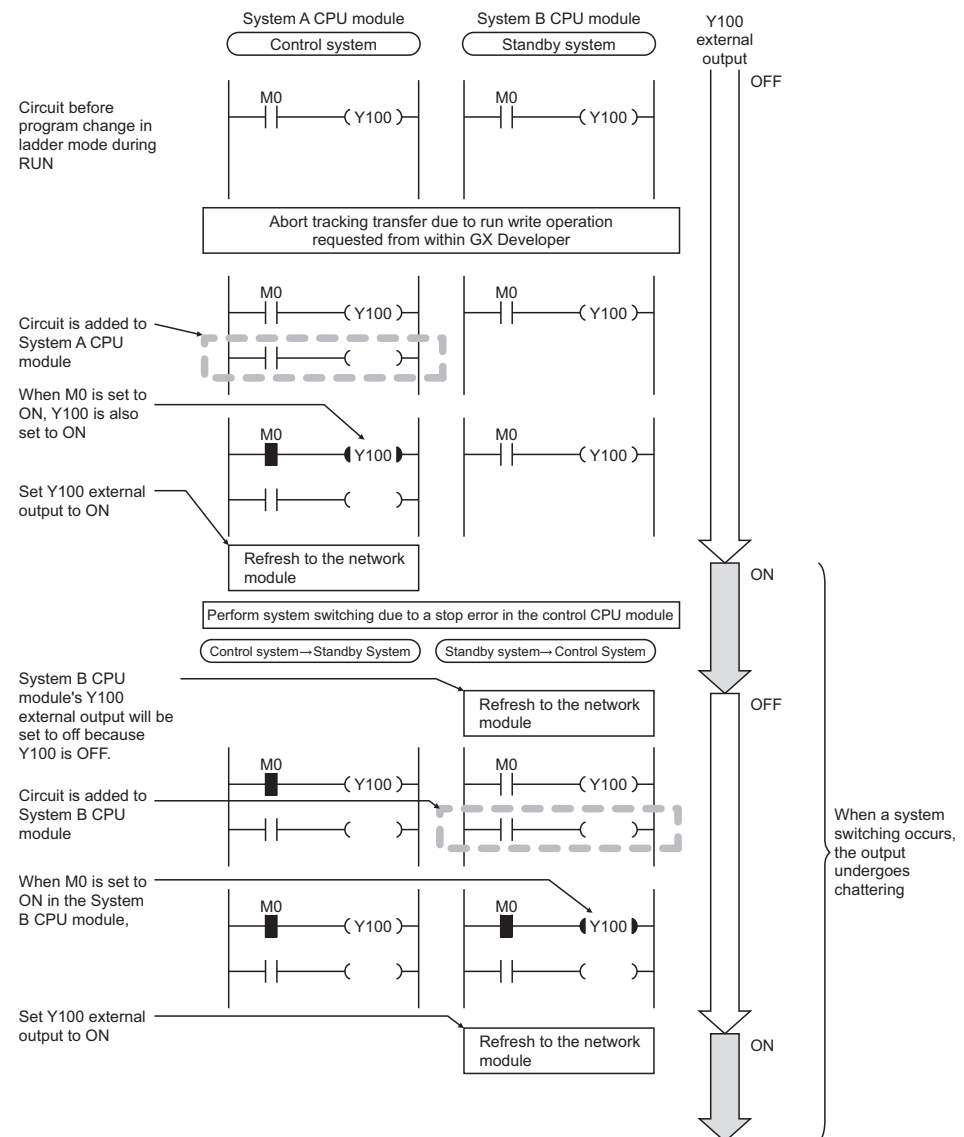 System A CPU module
System B CPU module
Y100
external
output
Control system
Standby system
OFF
Circuit before
program change in
ladder mode during
RUN
M0
Y100
M0
Y100
Abort tracking transfer due to run write operation
requested from within GX Developer
M0
Y100
M0
Y100
Circuit is added to
System A CPU
module
When M0 is set to
ON, Y100 is also
set to ON
M0
Y100
M0
Y100
Set Y100 external
output to ON
Refresh to the network
module
ON
Perform system switching due to a stop error in the control CPU module
Control system→Standby System
Standby system→Control System
System B CPU
module's Y100
external output will be
set to off because
Y100 is OFF.
Refresh to the network
module
OFF
M0
Y100
M0
Y100
Circuit is added to
System B CPU
module
When a system
switching occurs,
the output
undergoes
chattering
When M0 is set to
ON in the System
B CPU module,
M0
Y100
M0
Y100
Set Y100 external
output to ON
Refresh to the network
module
ON